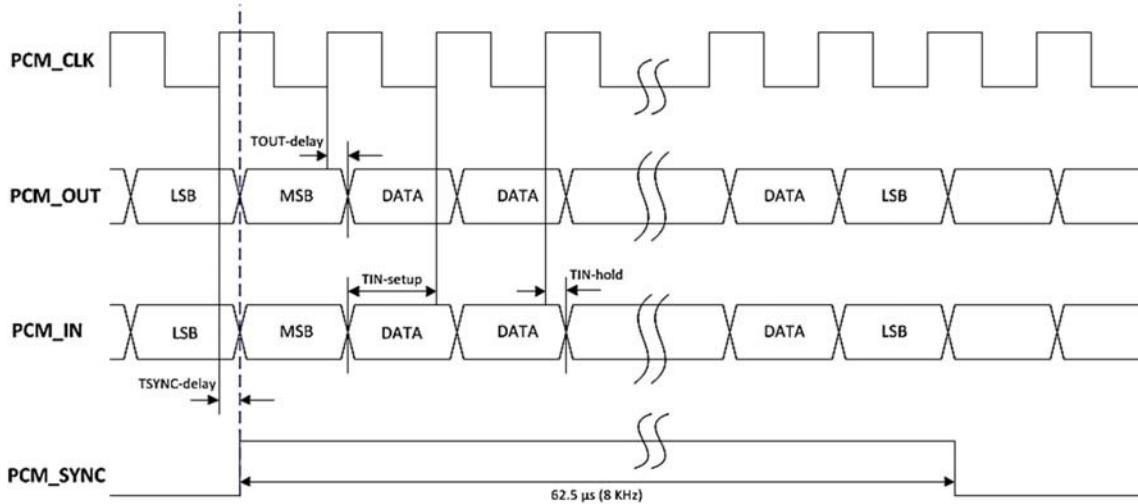 PCM_CLK
TOUT-delay
PCM_OUT
LSB
MSB
DATA
DATA
DATA
LSB
TIN-setup
TIN-hold
PCM_IN
LSB
MSB
DATA
DATA
DATA
LSB
TSYNC-delay
PCM_SYNC
62.5 μs (8 KHz)